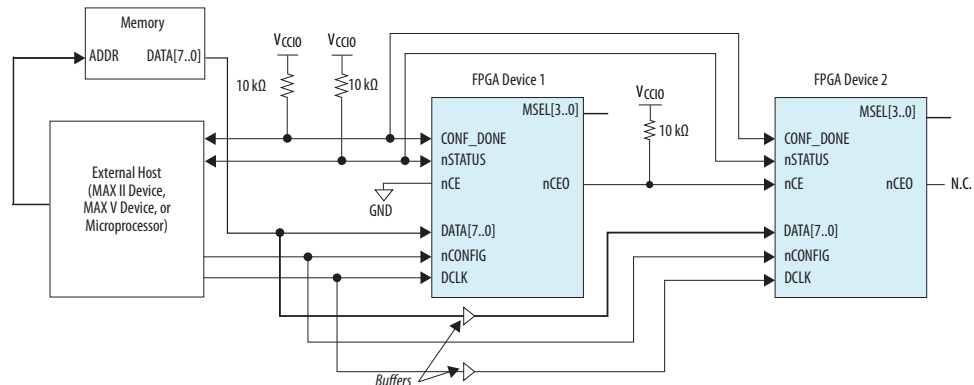 Memory
ADDR DATA[7..0]
VCCIO
VCCIO
10 kΩ
10 kΩ
External Host
(MAX II Device,
MAX V Device, or
Microprocessor)
FPGA Device 1
MSEL[3..0]
CONF_DONE
nSTATUS
nCE
nCEO
GND
DATA[7..0]
nCONFIG
DCLK
VCCIO
10 kΩ
FPGA Device 2
MSEL[3..0]
CONF_DONE
nSTATUS
nCE
nCEO
N.C.
DATA[7..0]
nCONFIG
DCLK
Buffers